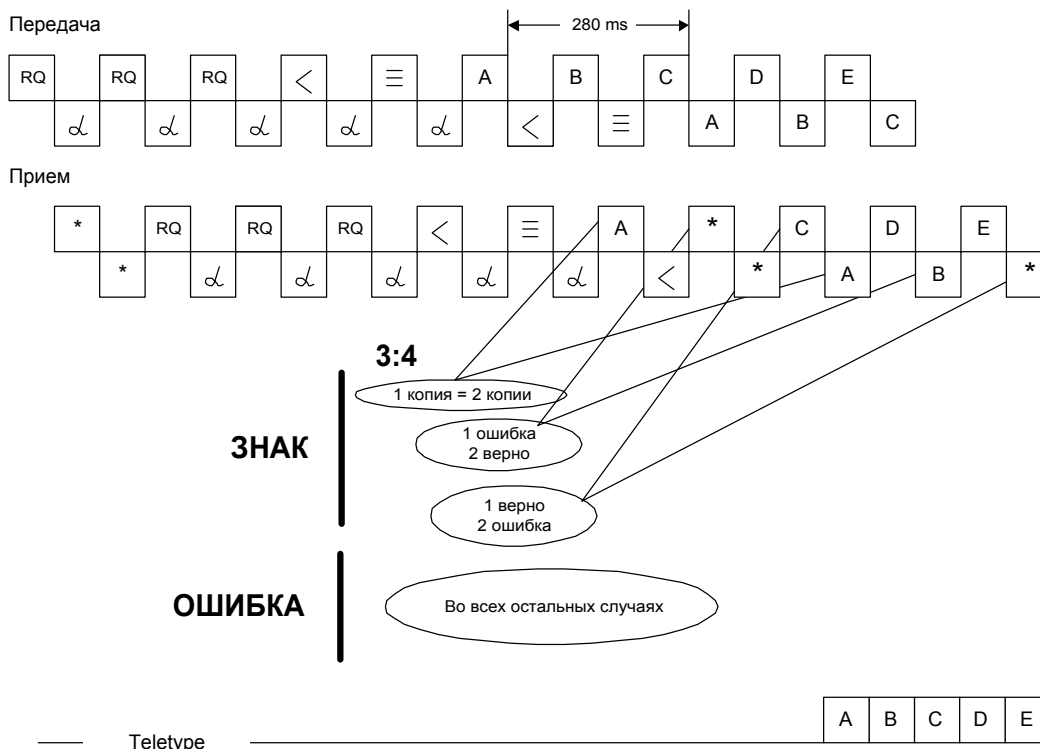 Передача
280 ms
RQ RQ RQ < ≡ A B C D E
α α α α α < ≡ A B C
Прием
* RQ RQ RQ < ≡ A * C D E
* α α α α α < * A B *
3:4
1 копия = 2 копии
ЗНАК
1 ошибка
2 верно
1 верно
2 ошибка
ОШИБКА
Во всех остальных случаях
A B C D E
Teletype